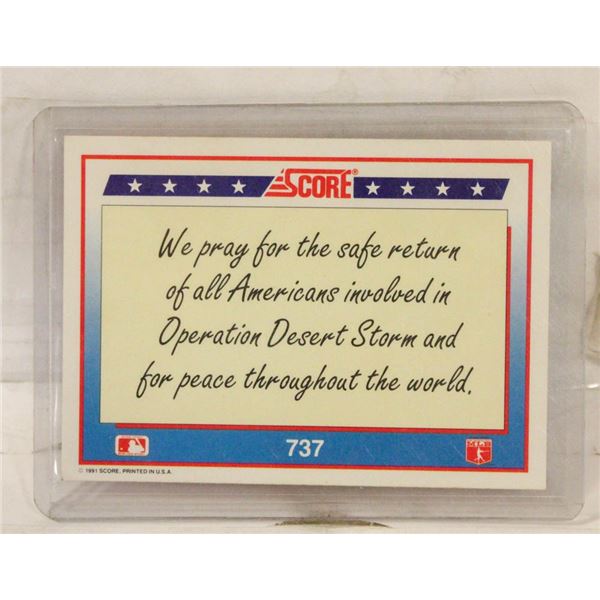 SCORE®
We pray for the safe return
of all Americans involved in
Operation Desert Storm and
for peace throughout the world.
737
© 1991 SCORE, PRINTED IN U.S.A.